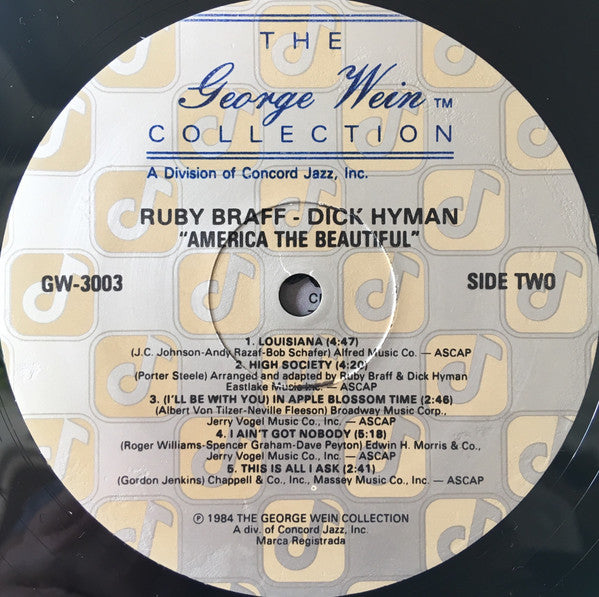 THE
George Wein TM
COLLECTION
A Division of Concord Jazz, Inc.
RUBY BRAFF - DICK HYMAN
"AMERICA THE BEAUTIFUL"
GW-3003
SIDE TWO
1. LOUISIANA (4:47)
(J.C. Johnson-Andy Razaf-Bob Schafer) Alfred Music Co. — ASCAP
2. HIGH SOCIETY (4:20)
(Porter Steele) Arranged and adapted by Ruby Braff & Dick Hyman
Eastlake Music Inc. — ASCAP
3. (I'LL BE WITH YOU) IN APPLE BLOSSOM TIME (2:46)
(Albert Von Tilzer-Neville Fleeson) Broadway Music Corp.,
Jerry Vogel Music Co., Inc. — ASCAP
4. I AIN'T GOT NOBODY (5:18)
(Roger Williams-Spencer Graham-Dave Peyton) Edwin H. Morris & Co.,
Jerry Vogel Music Co., Inc. — ASCAP
5. THIS IS ALL I ASK (2:41)
(Gordon Jenkins) Chappell & Co., Inc., Massey Music Co., Inc. — ASCAP
℗ 1984 THE GEORGE WEIN COLLECTION
A div. of Concord Jazz, Inc.
Marca Registrada